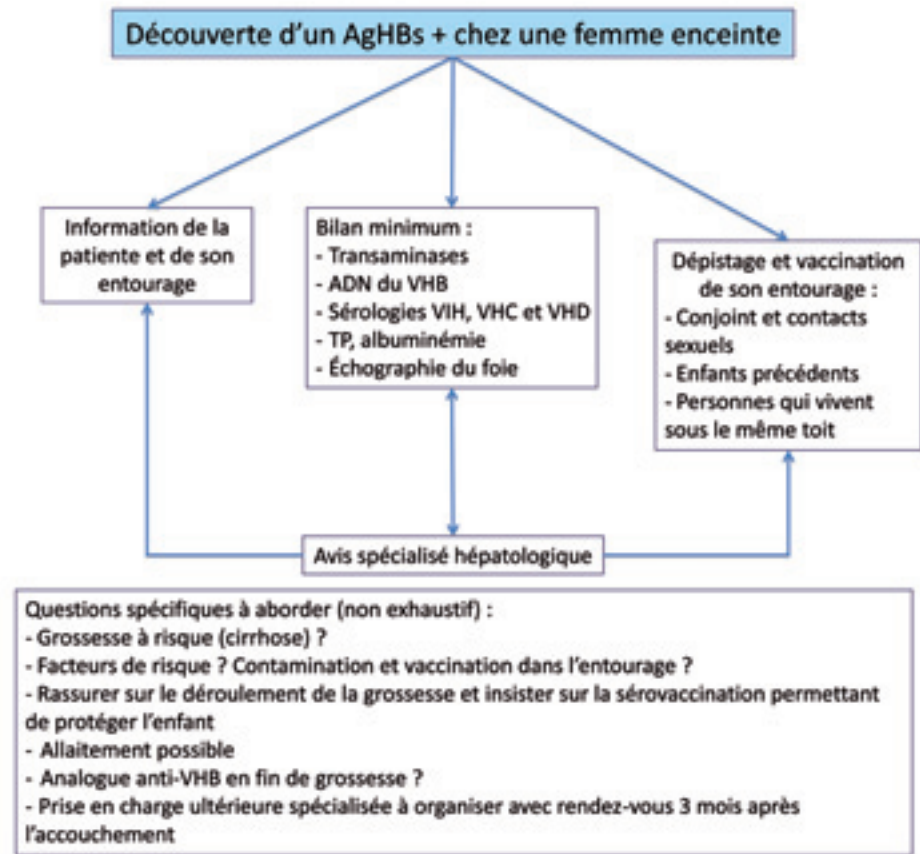 Découverte d'un AgHBs + chez une femme enceinte
Information de la
patiente et de son
entourage
Bilan minimum :
- Transaminases
- ADN du VHB
- Sérologies VIH, VHC et VHD
- TP, albuminémie
- Échographie du foie
Dépistage et vaccination
de son entourage :
- Conjoint et contacts
sexuels
- Enfants précédents
- Personnes qui vivent
sous le même toit
Avis spécialisé hépatologique
Questions spécifiques à aborder (non exhaustif) :
- Grossesse à risque (cirrhose) ?
- Facteurs de risque ? Contamination et vaccination dans l'entourage ?
- Rassurer sur le déroulement de la grossesse et insister sur la sérovaccination permettant
de protéger l'enfant
- Allaitement possible
- Analogue anti-VHB en fin de grossesse ?
- Prise en charge ultérieure spécialisée à organiser avec rendez-vous 3 mois après
l'accouchement